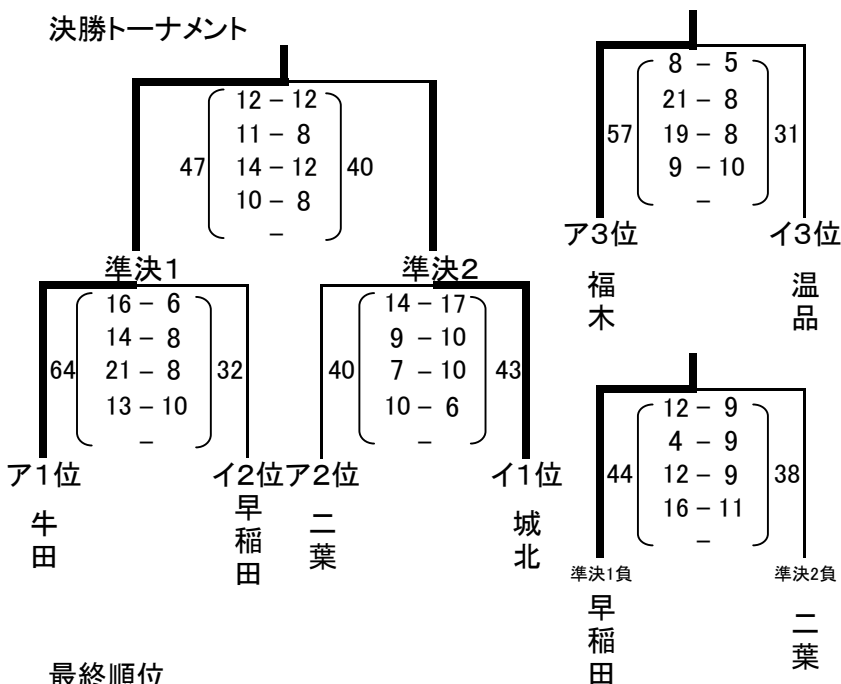 決勝トーナメント
12 – 12
11 – 8
47 14 – 12 40
10 – 8
–
準決1 準決2
16 – 6
14 – 8
64 21 – 8 32
13 – 10
–
14 – 17
9 – 10
40 7 – 10 43
10 – 6
–
ア1位 イ2位 ア2位 イ1位
牛田
早稲田
二葉
城北
8 – 5
21 – 8
57 19 – 8 31
9 – 10
–
ア3位 イ3位
福木
温品
12 – 9
4 – 9
44 12 – 9 38
16 – 11
–
準決1負 準決2負
早稲田
二葉
最終順位